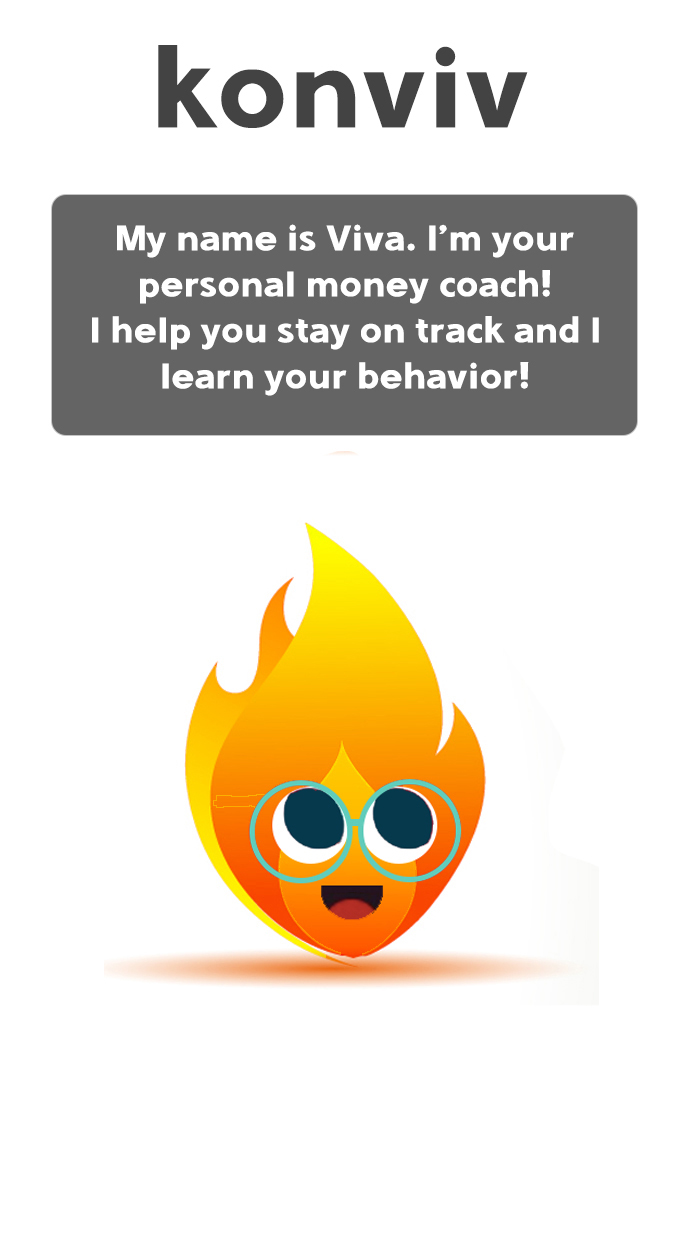 konviv
My name is Viva. I’m your
personal money coach!
I help you stay on track and I
learn your behavior!